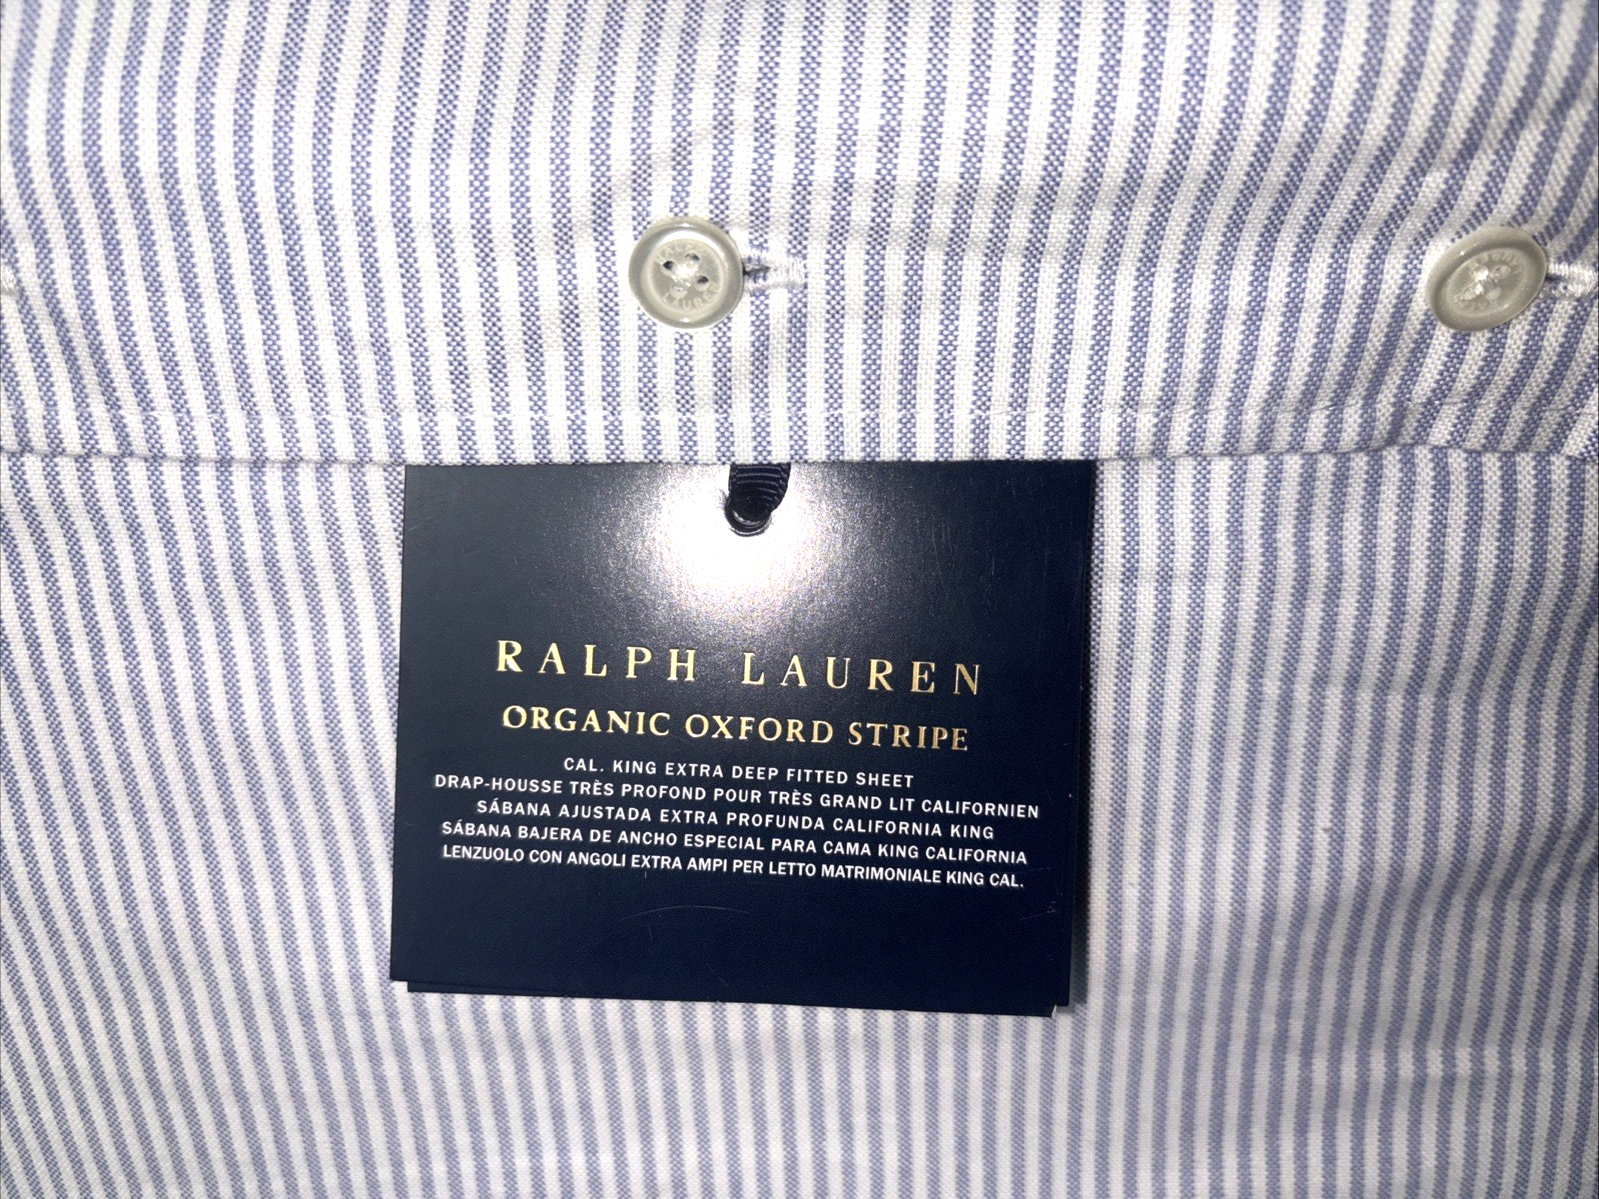 RALPH LAUREN
ORGANIC OXFORD STRIPE
CAL. KING EXTRA DEEP FITTED SHEET
DRAP-HOUSSE TRÈS PROFOND POUR TRÈS GRAND LIT CALIFORNIEN
SÁBANA AJUSTADA EXTRA PROFUNDA CALIFORNIA KING
SÁBANA BAJERA DE ANCHO ESPECIAL PARA CAMA KING CALIFORNIA
LENZUOLO CON ANGOLI EXTRA AMPI PER LETTO MATRIMONIALE KING CAL.